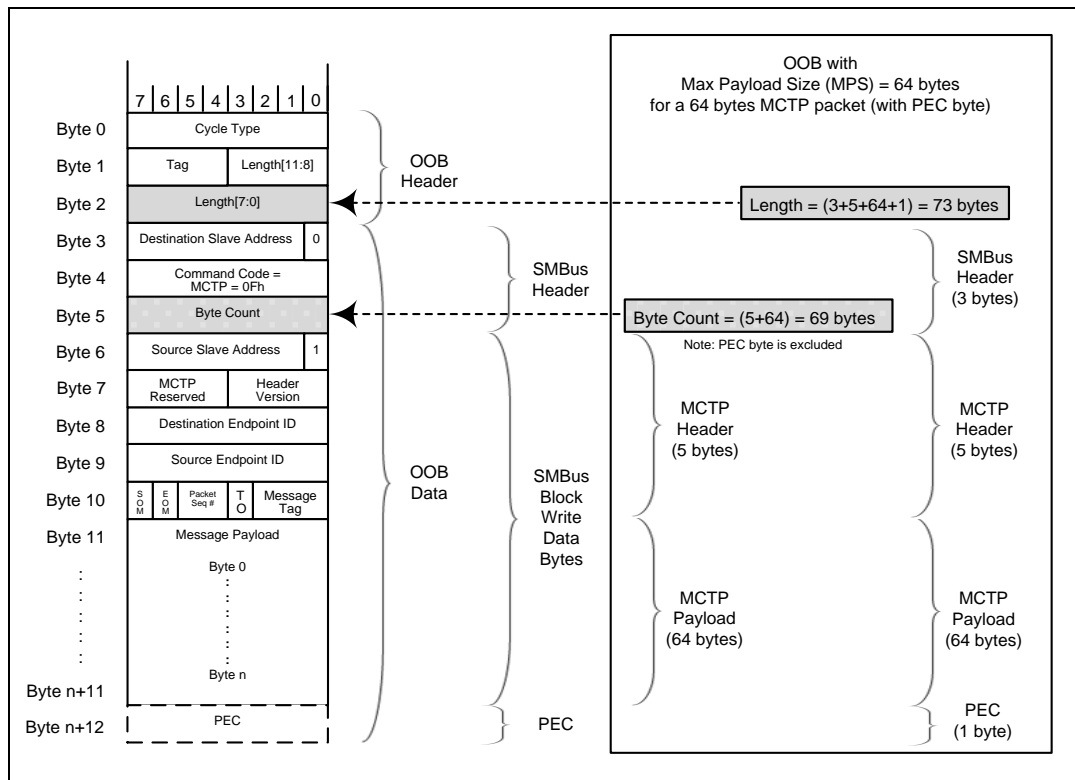 7 6 5 4 3 2 1 0
Byte 0
Cycle Type
Byte 1
Tag
Length[11:8]
Byte 2
Length[7:0]
OOB
Header
Byte 3
Destination Slave Address
0
Byte 4
Command Code =
MCTP = 0Fh
Byte 5
Byte Count
SMBus
Header
Byte 6
Source Slave Address
1
Byte 7
MCTP
Reserved
Header
Version
Byte 8
Destination Endpoint ID
Byte 9
Source Endpoint ID
Byte 10
SOM
EOM
Packet
Seq #
TO
Message
Tag
Byte 11
Message Payload
Byte 0
Byte n
Byte n+11
Byte n+12
PEC
OOB
Data
SMBus
Block
Write
Data
Bytes
PEC
OOB with
Max Payload Size (MPS) = 64 bytes
for a 64 bytes MCTP packet (with PEC byte)
Length = (3+5+64+1) = 73 bytes
SMBus
Header
(3 bytes)
Byte Count = (5+64) = 69 bytes
Note: PEC byte is excluded
MCTP
Header
(5 bytes)
MCTP
Header
(5 bytes)
MCTP
Payload
(64 bytes)
MCTP
Payload
(64 bytes)
PEC
(1 byte)